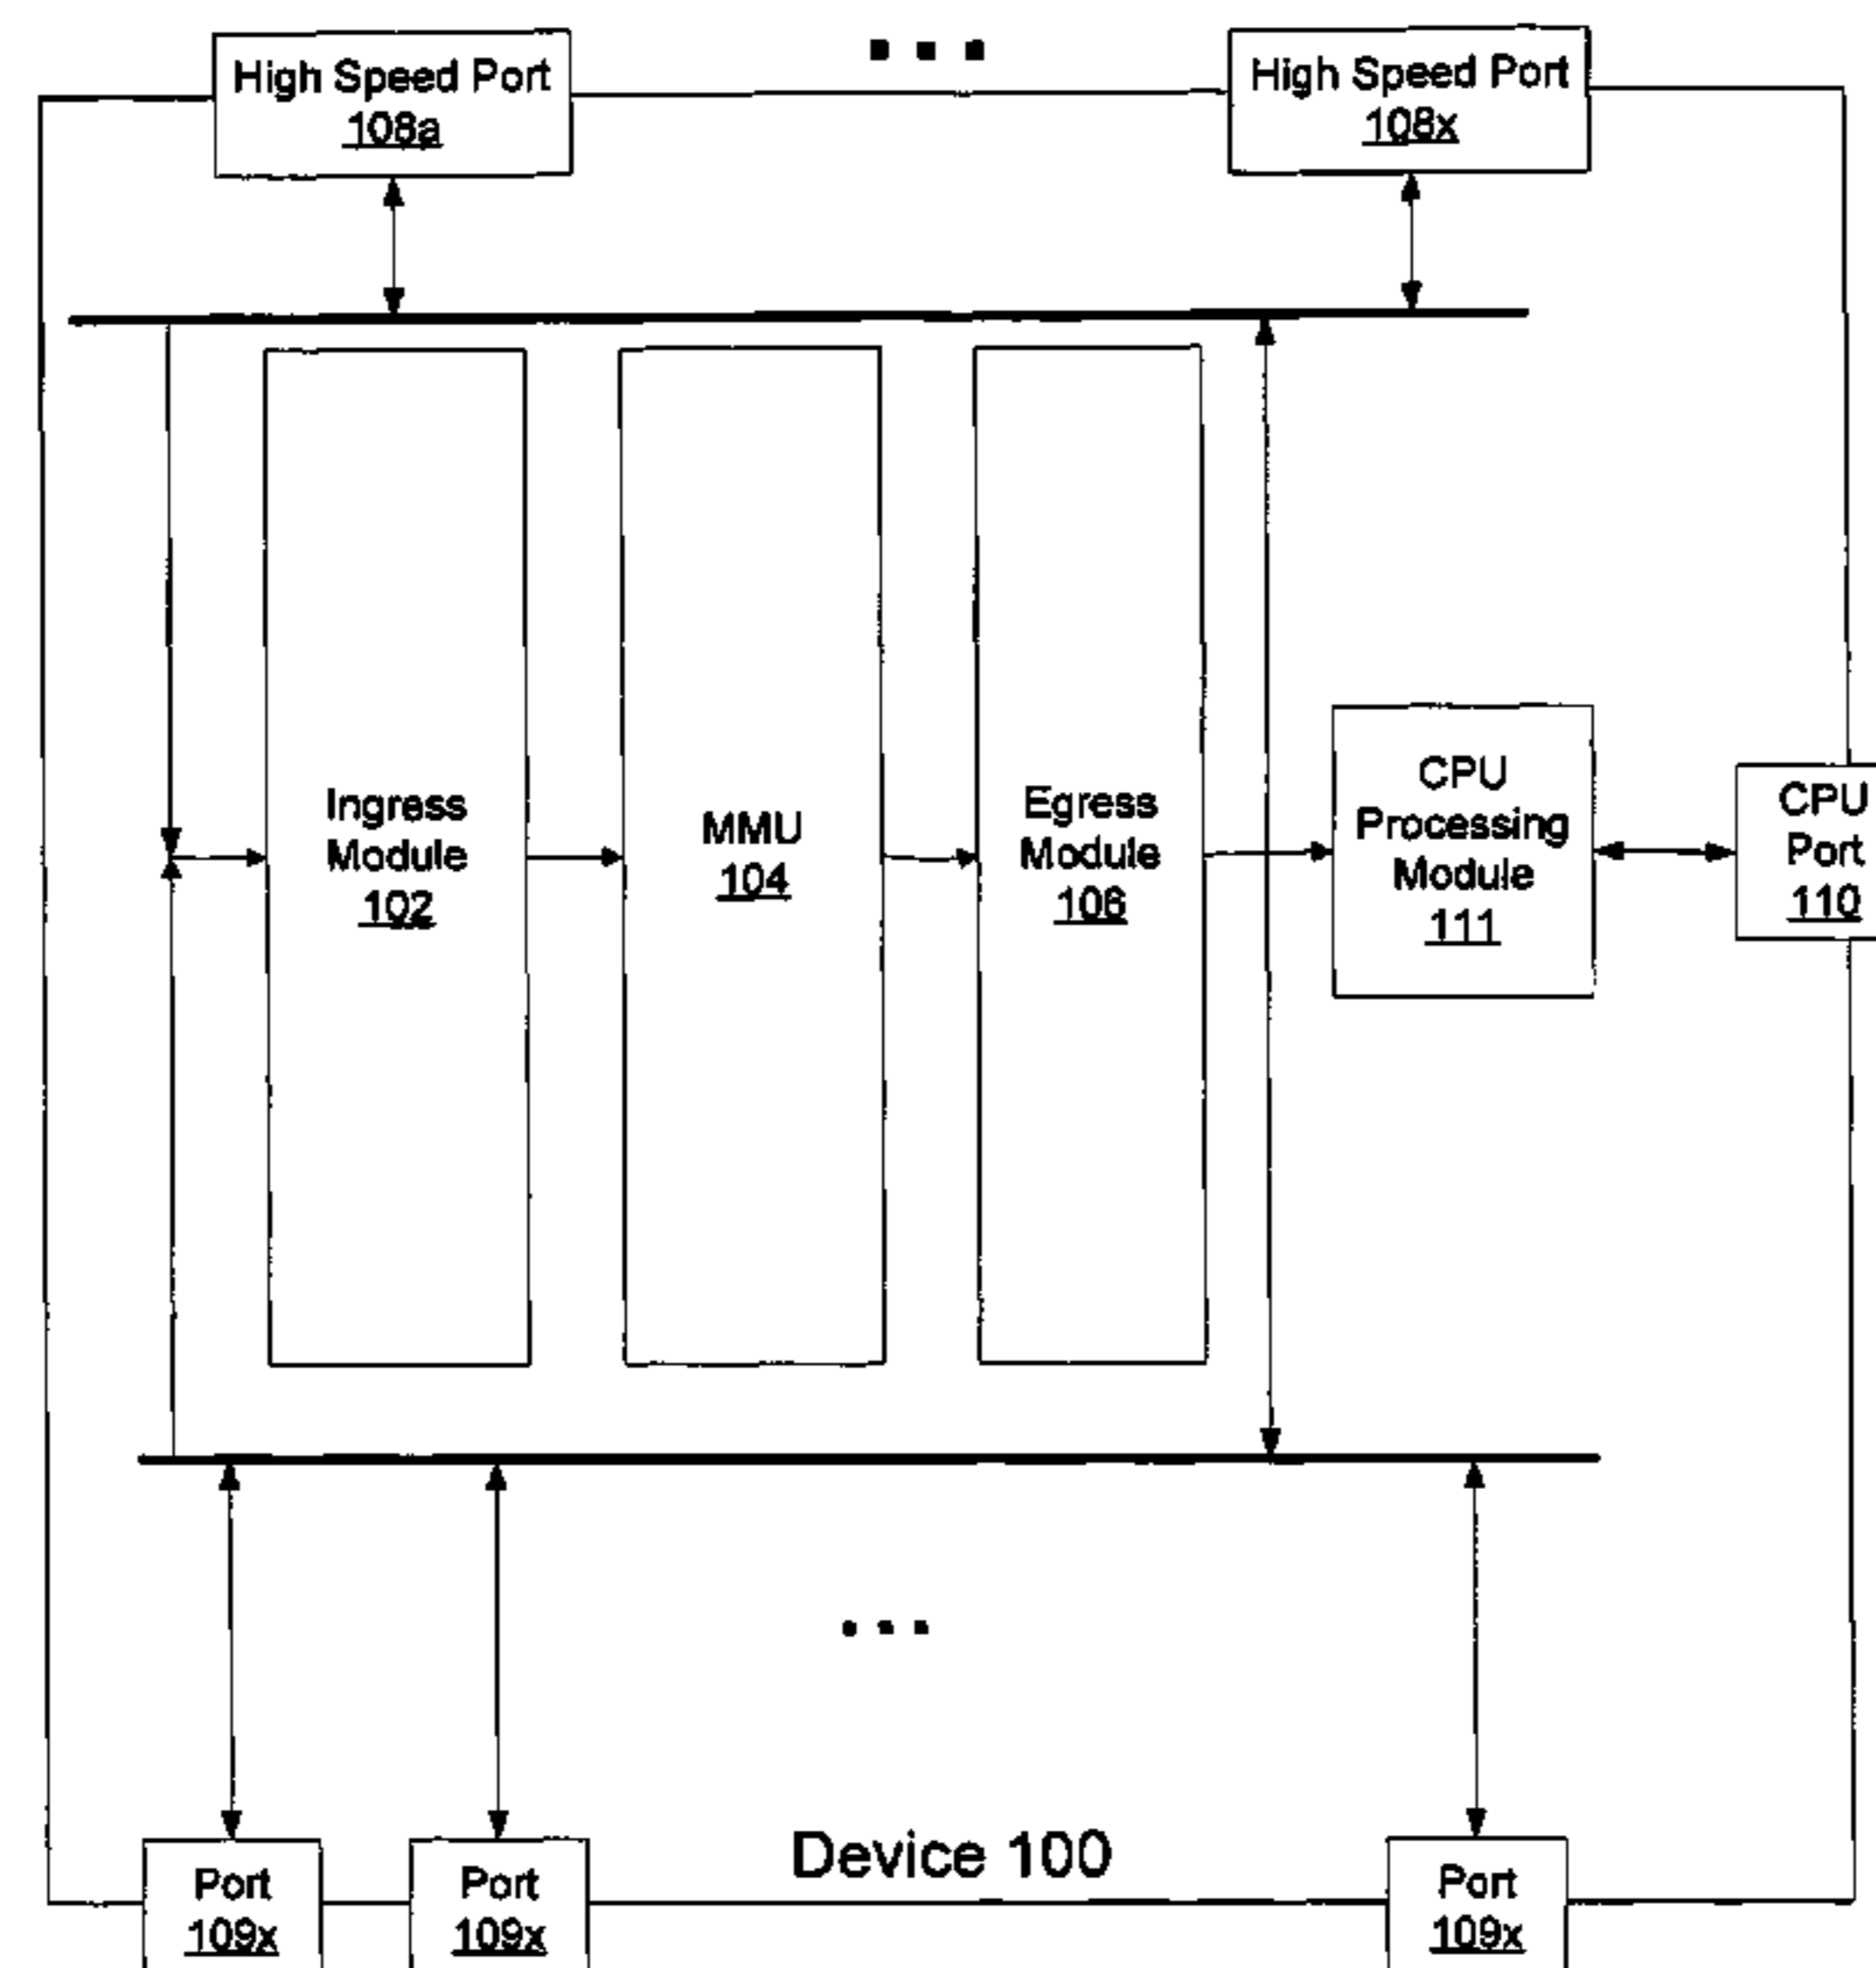 High Speed Port
108a
High Speed Port
108x
Ingress
Module
102
MMU
104
Egress
Module
106
CPU
Processing
Module
111
CPU
Port
110
Device 100
Port
109x
Port
109x
Port
109x